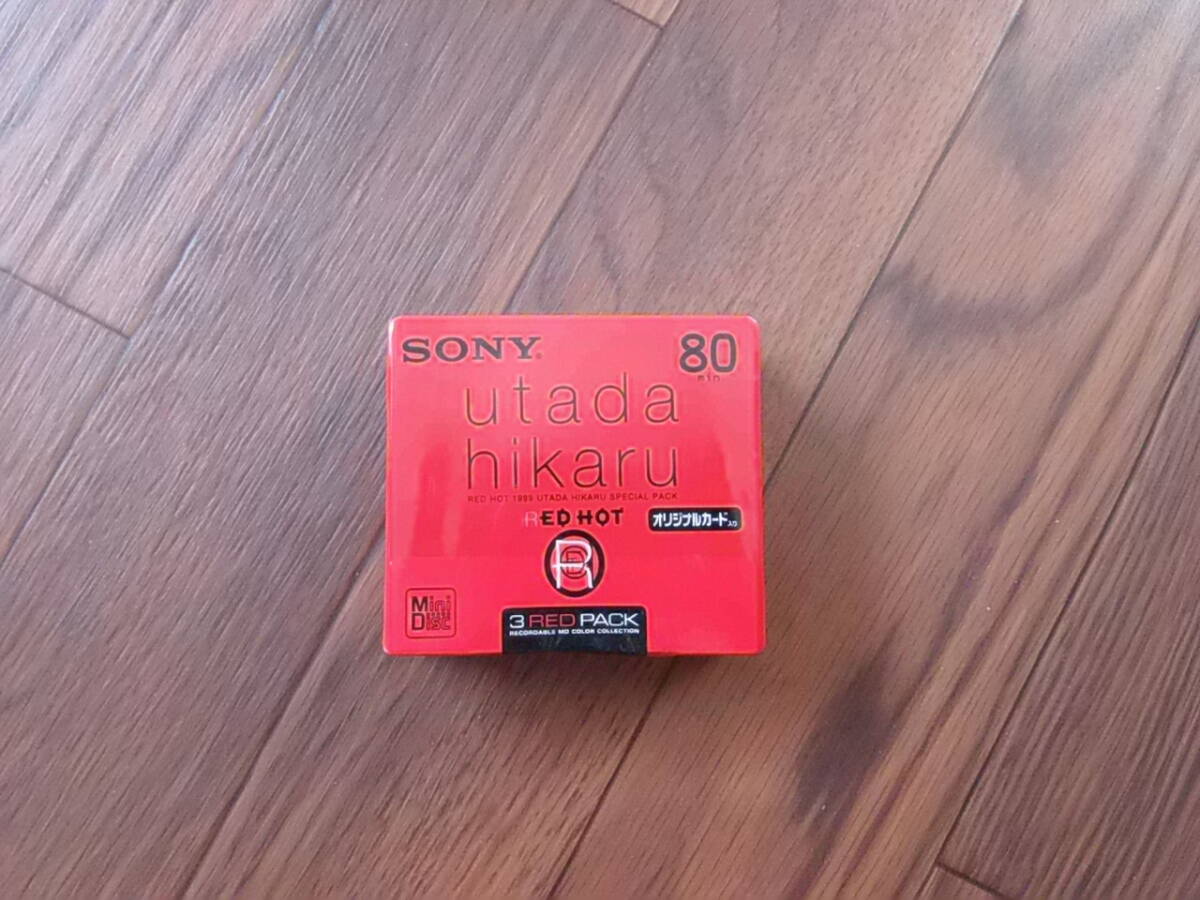 SONY. 80
min
utada
hikaru
RED HOT 1999 UTADA HIKARU SPECIAL PACK
RED HOT オリジナルカード入り
R
Mini
Disc
3 RED PACK
RECORDABLE MD COLOR COLLECTION